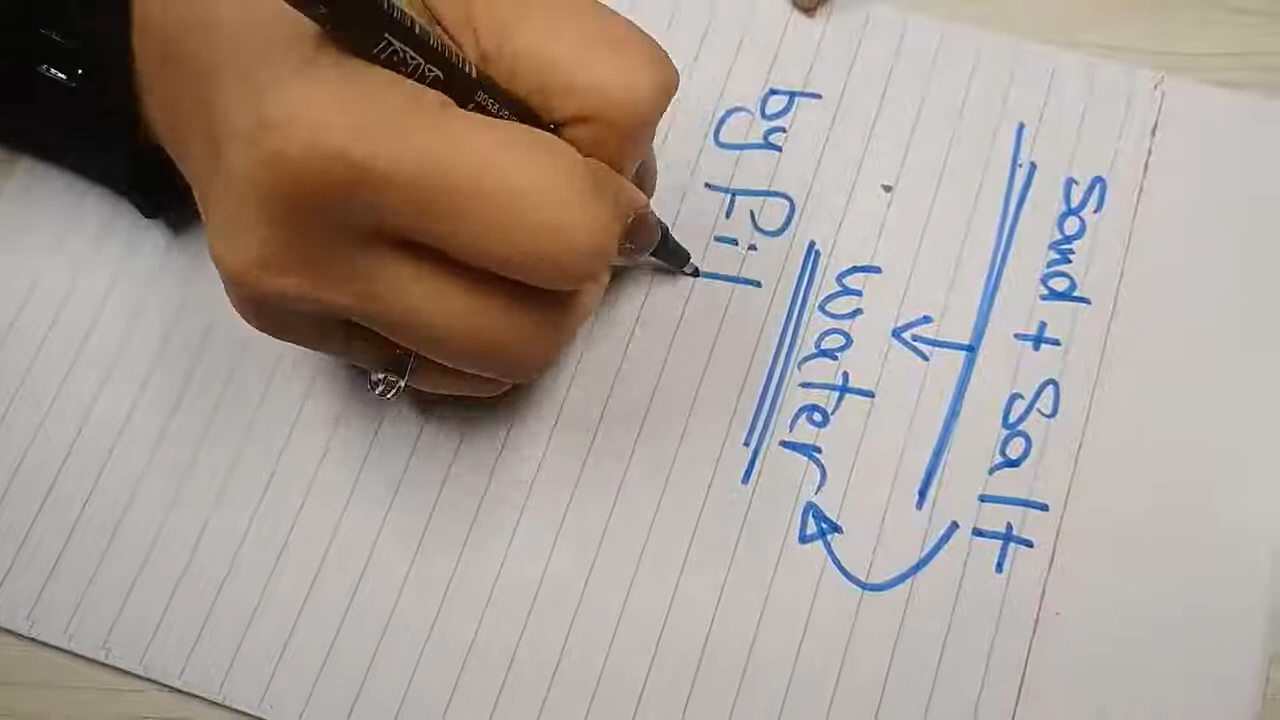 Sand + Salt
↓
water
by fil